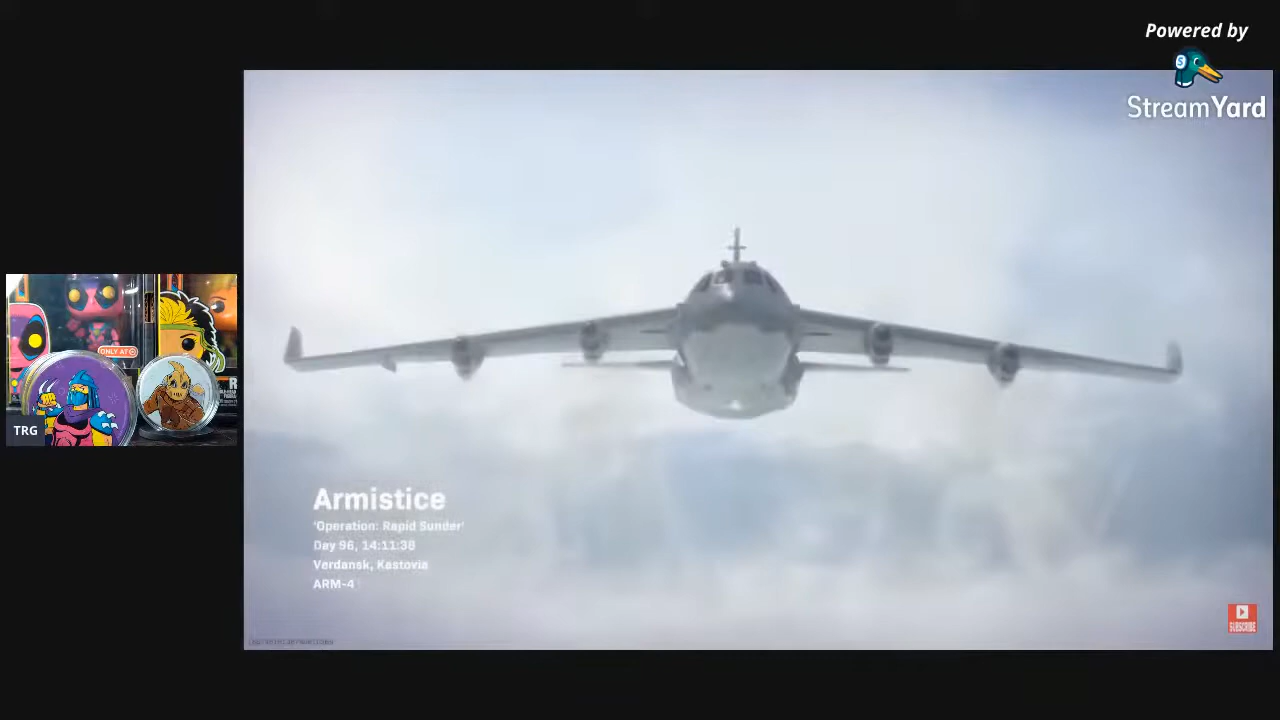 Powered by
StreamYard
ONLY AT
TRG
Armistice
'Operation: Rapid Sunder'
Day 96, 14:11:38
Verdansk, Kastovia
ARM-4
SUBSCRIBE